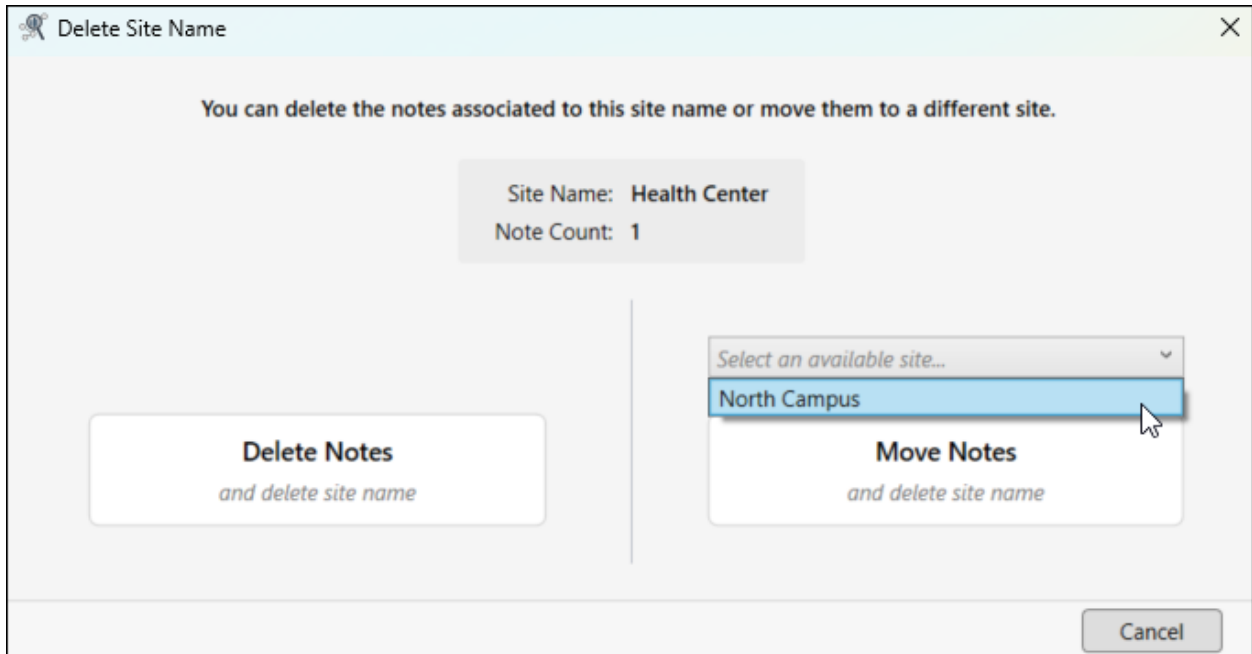 Delete Site Name
You can delete the notes associated to this site name or move them to a different site.
Site Name: Health Center
Note Count: 1
Select an available site...
North Campus
Delete Notes
and delete site name
Move Notes
and delete site name
Cancel